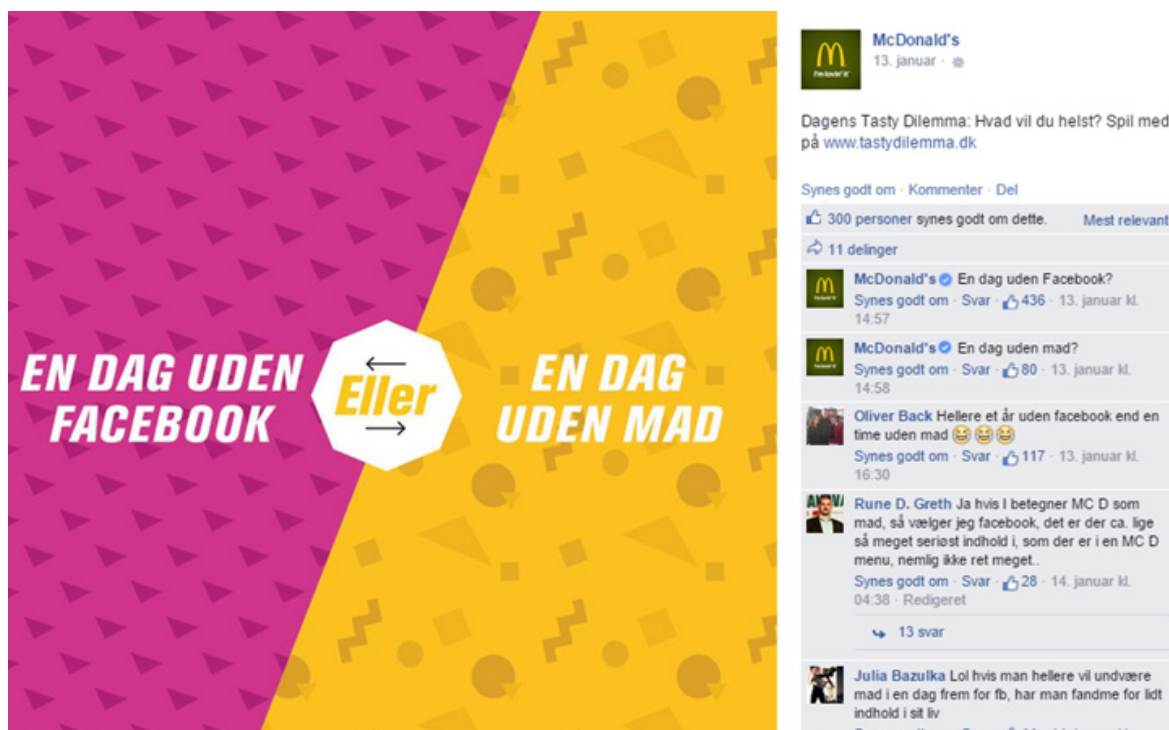 EN DAG UDEN
FACEBOOK
Eller
EN DAG
UDEN MAD
McDonald's
13. januar ·
i'm lovin' it
Dagens Tasty Dilemma: Hvad vil du helst? Spil med
på www.tastydilemma.dk
Synes godt om · Kommenter · Del
300 personer synes godt om dette. Mest relevant
11 delinger
McDonald's En dag uden Facebook?
Synes godt om · Svar · 436 · 13. januar kl.
14:57
McDonald's En dag uden mad?
Synes godt om · Svar · 80 · 13. januar kl.
14:58
Oliver Back Hellere et år uden facebook end en
time uden mad 😂😂😂
Synes godt om · Svar · 117 · 13. januar kl.
16:30
Rune D. Greth Ja hvis I betegner MC D som
mad, så vælger jeg facebook, det er der ca. lige
så meget seriøst indhold i, som der er i en MC D
menu, nemlig ikke ret meget..
Synes godt om · Svar · 28 · 14. januar kl.
04:38 · Redigeret
13 svar
Julia Bazulka Lol hvis man hellere vil undvære
mad i en dag frem for fb, har man fandme for lidt
indhold i sit liv